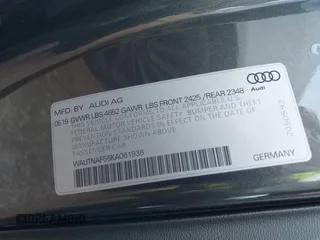 MFD. BY AUDI AG
06.19 GVWR LBS 4652 GAWR LBS FRONT 2425 /REAR 2348
THIS VEHICLE CONFORMS TO ALL APPLICABLE
FEDERAL MOTOR VEHICLE SAFETY, BUMPER, AND
THEFT PREVENTION STANDARDS IN EFFECT ON THE
DATE OF MANUFACTURE SHOWN ABOVE.
PASSENGER CAR
Audi
GERMANY
DREAMBID